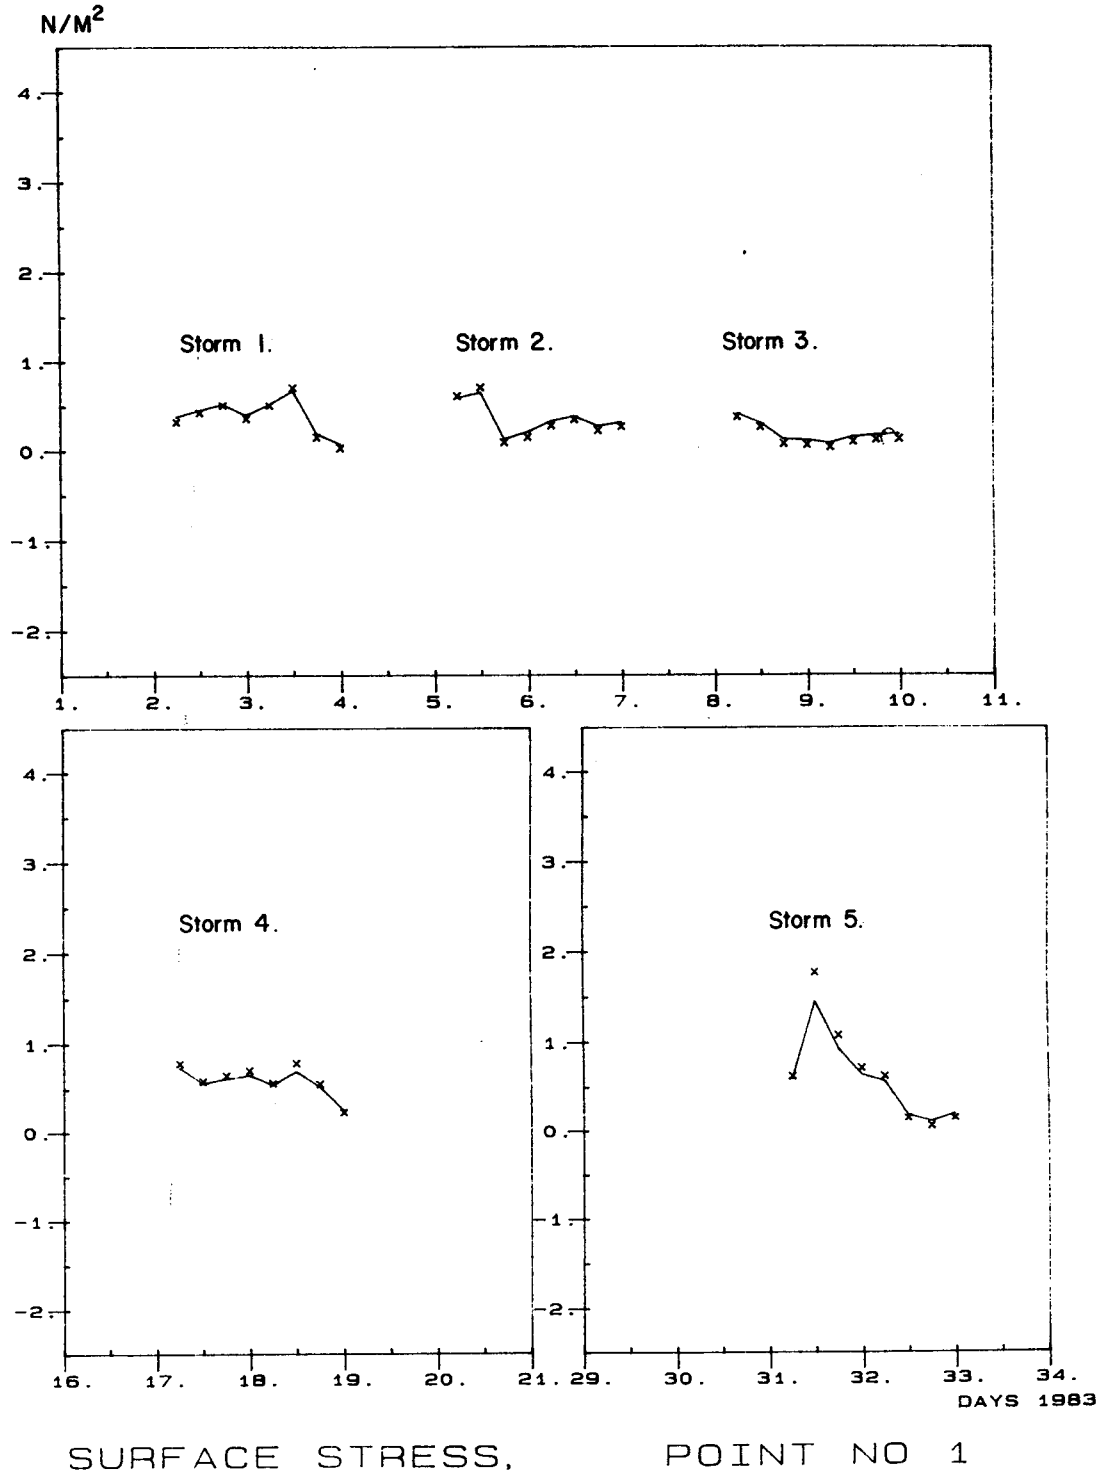 N/M²
4.
3.
2.
Storm 1. Storm 2. Storm 3.
1.
0.
-1.
-2.
1. 2. 3. 4. 5. 6. 7. 8. 9. 10. 11.
4. 4.
3. 3.
Storm 4. Storm 5.
2. 2.
1. 1.
0. 0.
-1. -1.
-2. -2.
16. 17. 18. 19. 20. 21. 29. 30. 31. 32. 33. 34.
DAYS 1983
SURFACE STRESS, POINT NO 1